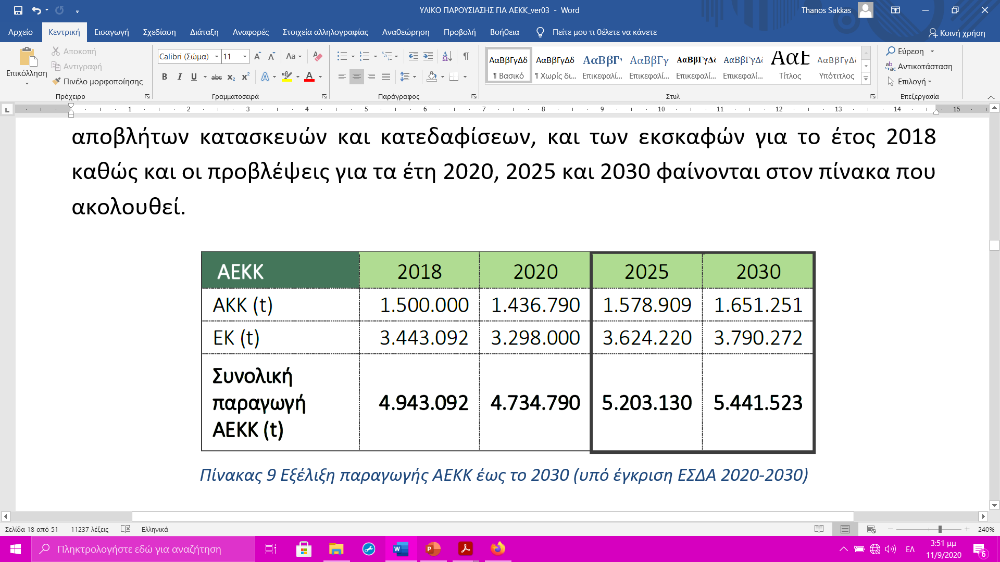 ΥΛΙΚΟ ΠΑΡΟΥΣΙΑΣΗΣ ΓΙΑ ΑΕΚΚ_ver03 - Word
Thanos Sakkas
Αρχείο Κεντρική Εισαγωγή Σχεδίαση Διάταξη Αναφορές Στοιχεία αλληλογραφίας Αναθεώρηση Προβολή Βοήθεια Πείτε μου τι θέλετε να κάνετε Κοινή χρήση
Επικόλληση
Αποκοπή
Αντιγραφή
Πινέλο μορφοποίησης
Πρόχειρο
Calibri (Σώμα) 11
Γραμματοσειρά
Παράγραφος
ΑαΒβΓγΔδ ΑαΒβΓγΔδ ΑαΒβΓγ ΑαΒβΓγ ΑαΒβΓγΔδ ΑαΒβΓγΔδ ΑαΒ ΑαΒβΓγΔδ
¶ Βασικό ¶ Χωρίς δι... Επικεφαλί... Επικεφαλί... Επικεφαλί... Επικεφαλί... Τίτλος Υπότιτλος
Στυλ
Εύρεση
Αντικατάσταση
Επιλογή
Επεξεργασία
1 2 3 4 5 6 7 8 9 10 11 12 13 14 15
αποβλήτων κατασκευών και κατεδαφίσεων, και των εκσκαφών για το έτος 2018
καθώς και οι προβλέψεις για τα έτη 2020, 2025 και 2030 φαίνονται στον πίνακα που
ακολουθεί.
ΑΕΚΚ 2018 2020 2025 2030
ΑΚΚ (t) 1.500.000 1.436.790 1.578.909 1.651.251
ΕΚ (t) 3.443.092 3.298.000 3.624.220 3.790.272
Συνολική
παραγωγή
ΑΕΚΚ (t) 4.943.092 4.734.790 5.203.130 5.441.523
Πίνακας 9 Εξέλιξη παραγωγής ΑΕΚΚ έως το 2030 (υπό έγκριση ΕΣΔΑ 2020-2030)
Σελίδα 18 από 51 11237 λέξεις Ελληνικά 240%
Πληκτρολογήστε εδώ για αναζήτηση
ΕΛ
3:51 μμ
11/9/2020
6